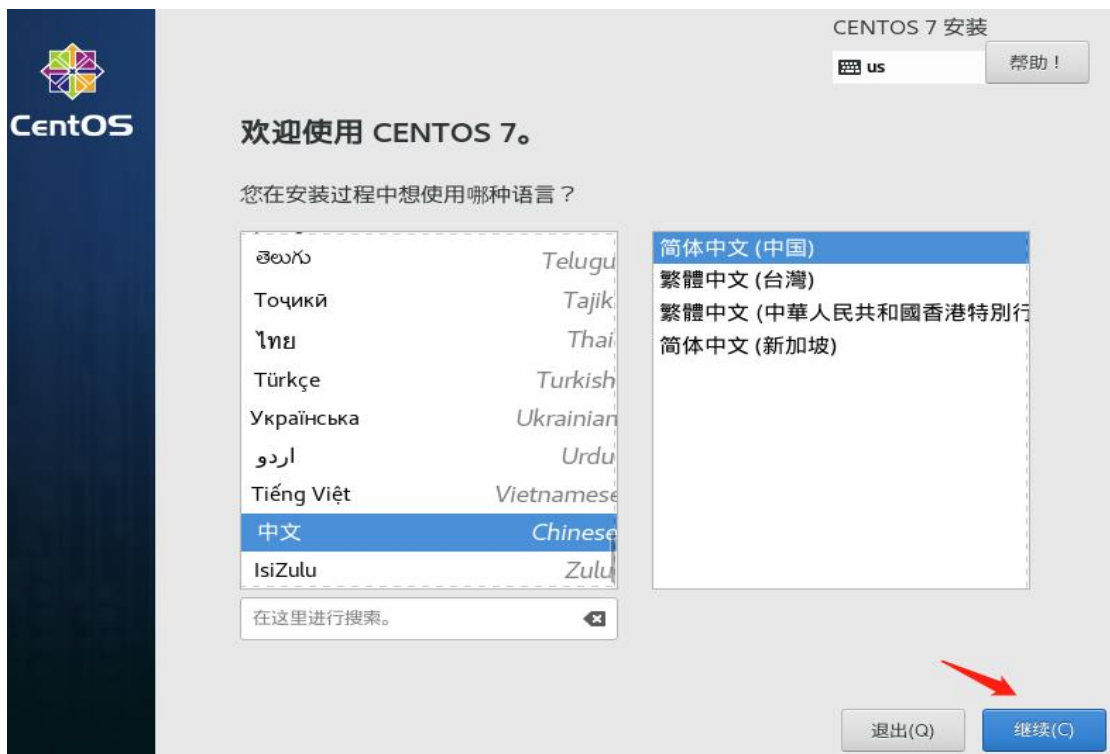 CENTOS 7 安装
us
帮助！
CentOS
欢迎使用 CENTOS 7。
您在安装过程中想使用哪种语言？
తెలుగు Telugu
Тоҷикӣ Tajik
ไทย Thai
Türkçe Turkish
Українська Ukrainian
اردو Urdu
Tiếng Việt Vietnamese
中文 Chinese
IsiZulu Zulu
简体中文 (中国)
繁體中文 (台灣)
繁體中文 (中華人民共和國香港特別行
简体中文 (新加坡)
在这里进行搜索。
退出(Q)
继续(C)